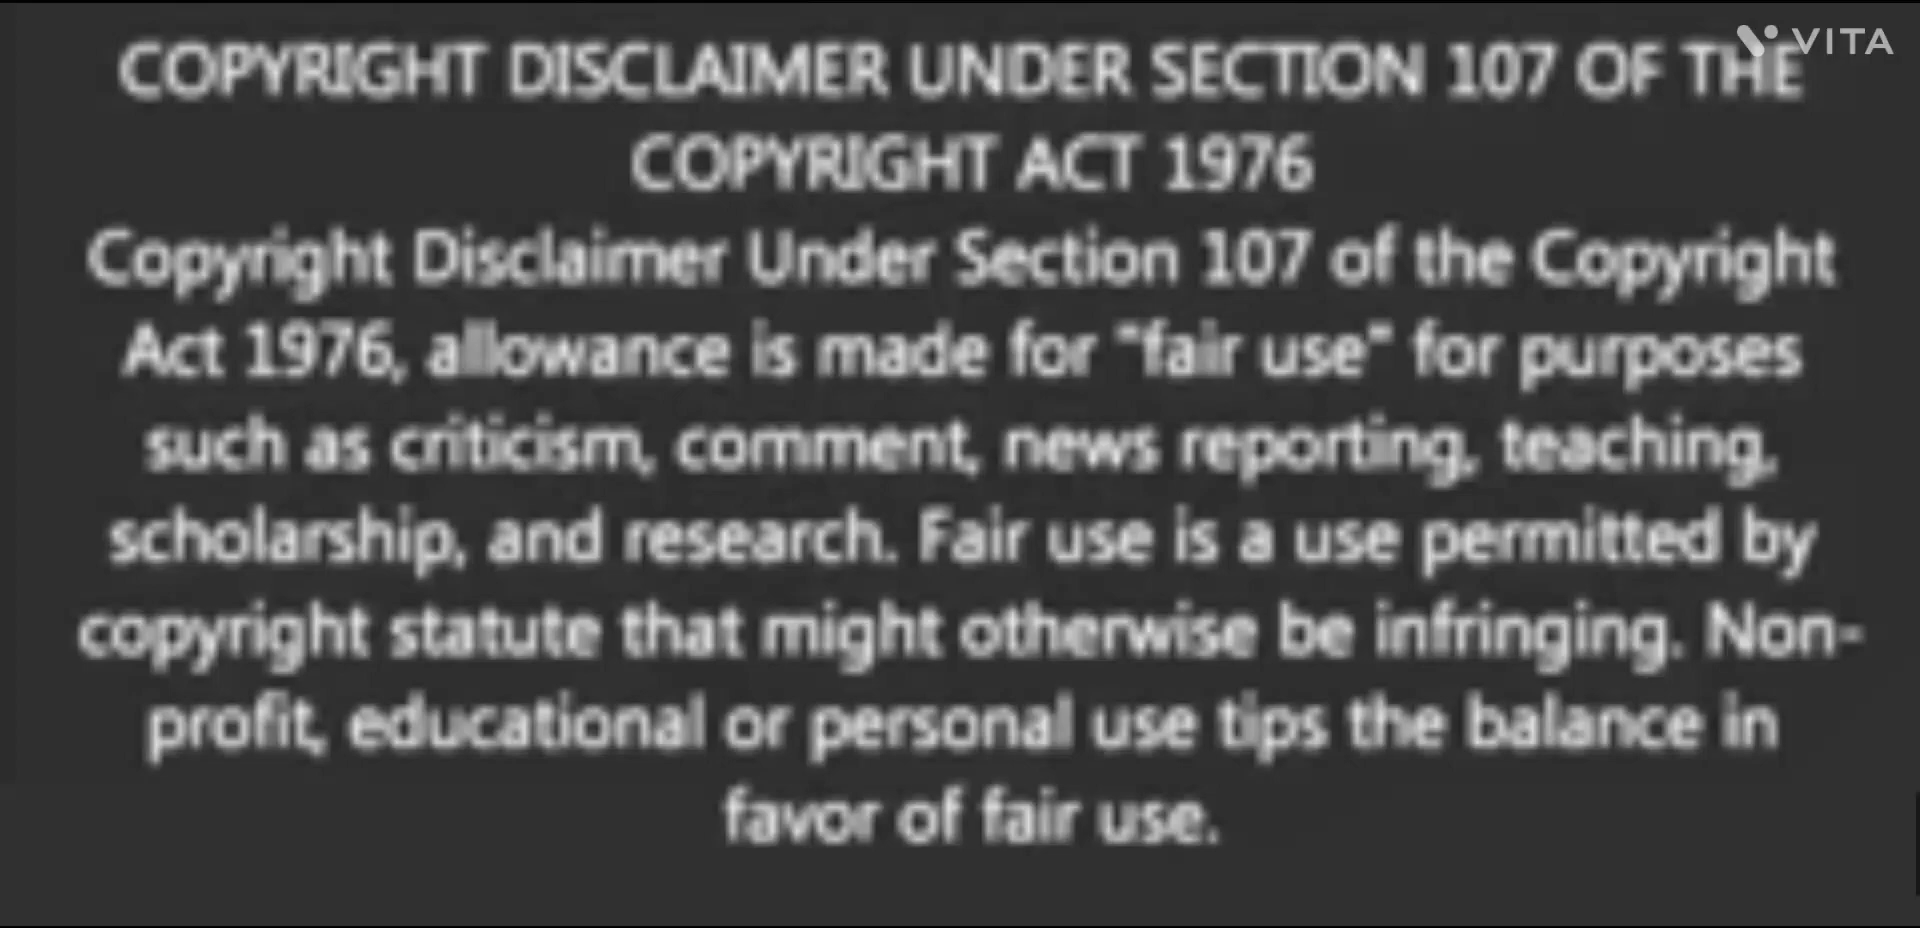 VITA
COPYRIGHT DISCLAIMER UNDER SECTION 107 OF THE
COPYRIGHT ACT 1976
Copyright Disclaimer Under Section 107 of the Copyright
Act 1976, allowance is made for "fair use" for purposes
such as criticism, comment, news reporting, teaching,
scholarship, and research. Fair use is a use permitted by
copyright statute that might otherwise be infringing. Non-
profit, educational or personal use tips the balance in
favor of fair use.